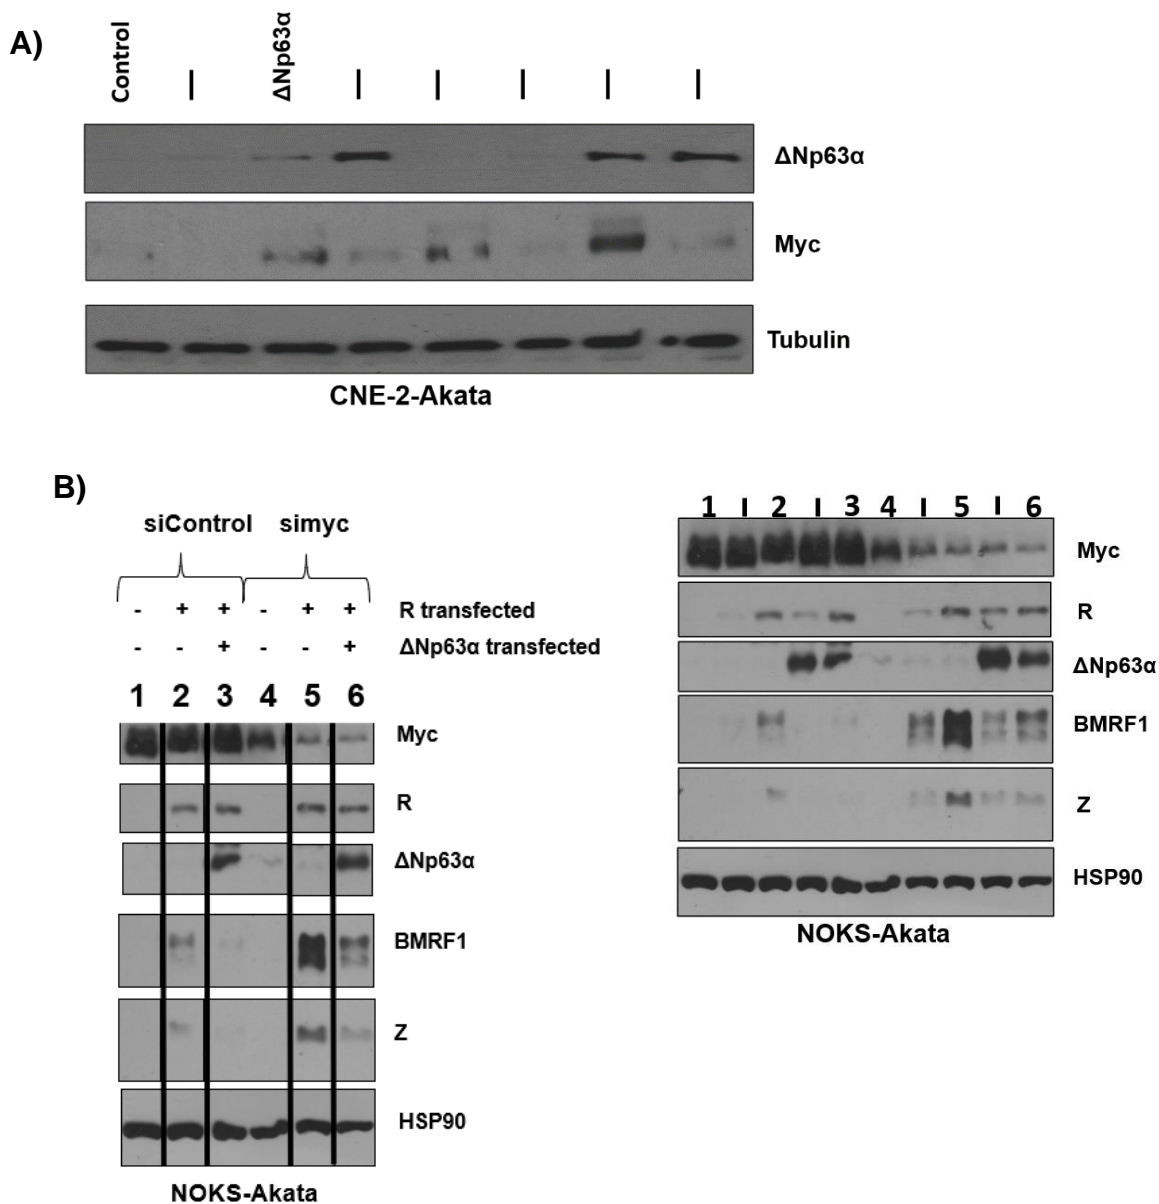 A)
Control
ΔNp63α
ΔNp63α
Myc
Tubulin
CNE-2-Akata
B)
siControl simyc
- + + - + + R transfected
- - + - - + ΔNp63α transfected
1 2 3 4 5 6
Myc
R
ΔNp63α
BMRF1
Z
HSP90
NOKS-Akata
1 2 3 4 5 6
Myc
R
ΔNp63α
BMRF1
Z
HSP90
NOKS-Akata